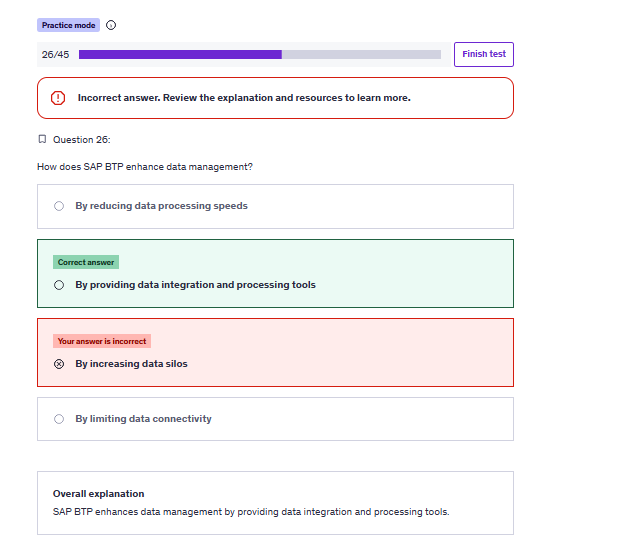 Practice mode
26/45
Finish test
Incorrect answer. Review the explanation and resources to learn more.
Question 26:
How does SAP BTP enhance data management?
By reducing data processing speeds
Correct answer
By providing data integration and processing tools
Your answer is incorrect
By increasing data silos
By limiting data connectivity
Overall explanation
SAP BTP enhances data management by providing data integration and processing tools.